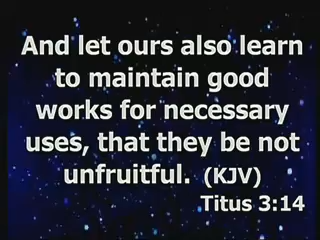 And let ours also learn
to maintain good
works for necessary
uses, that they be not
unfruitful. (KJV)
Titus 3:14